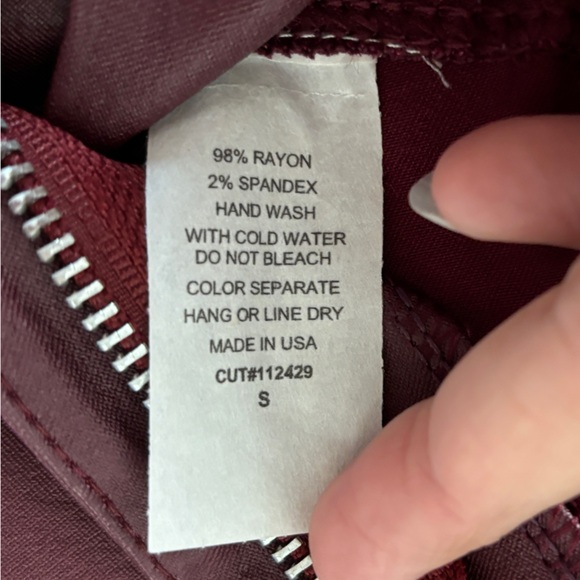 98% RAYON
2% SPANDEX
HAND WASH
WITH COLD WATER
DO NOT BLEACH
COLOR SEPARATE
HANG OR LINE DRY
MADE IN USA
CUT#112429
S